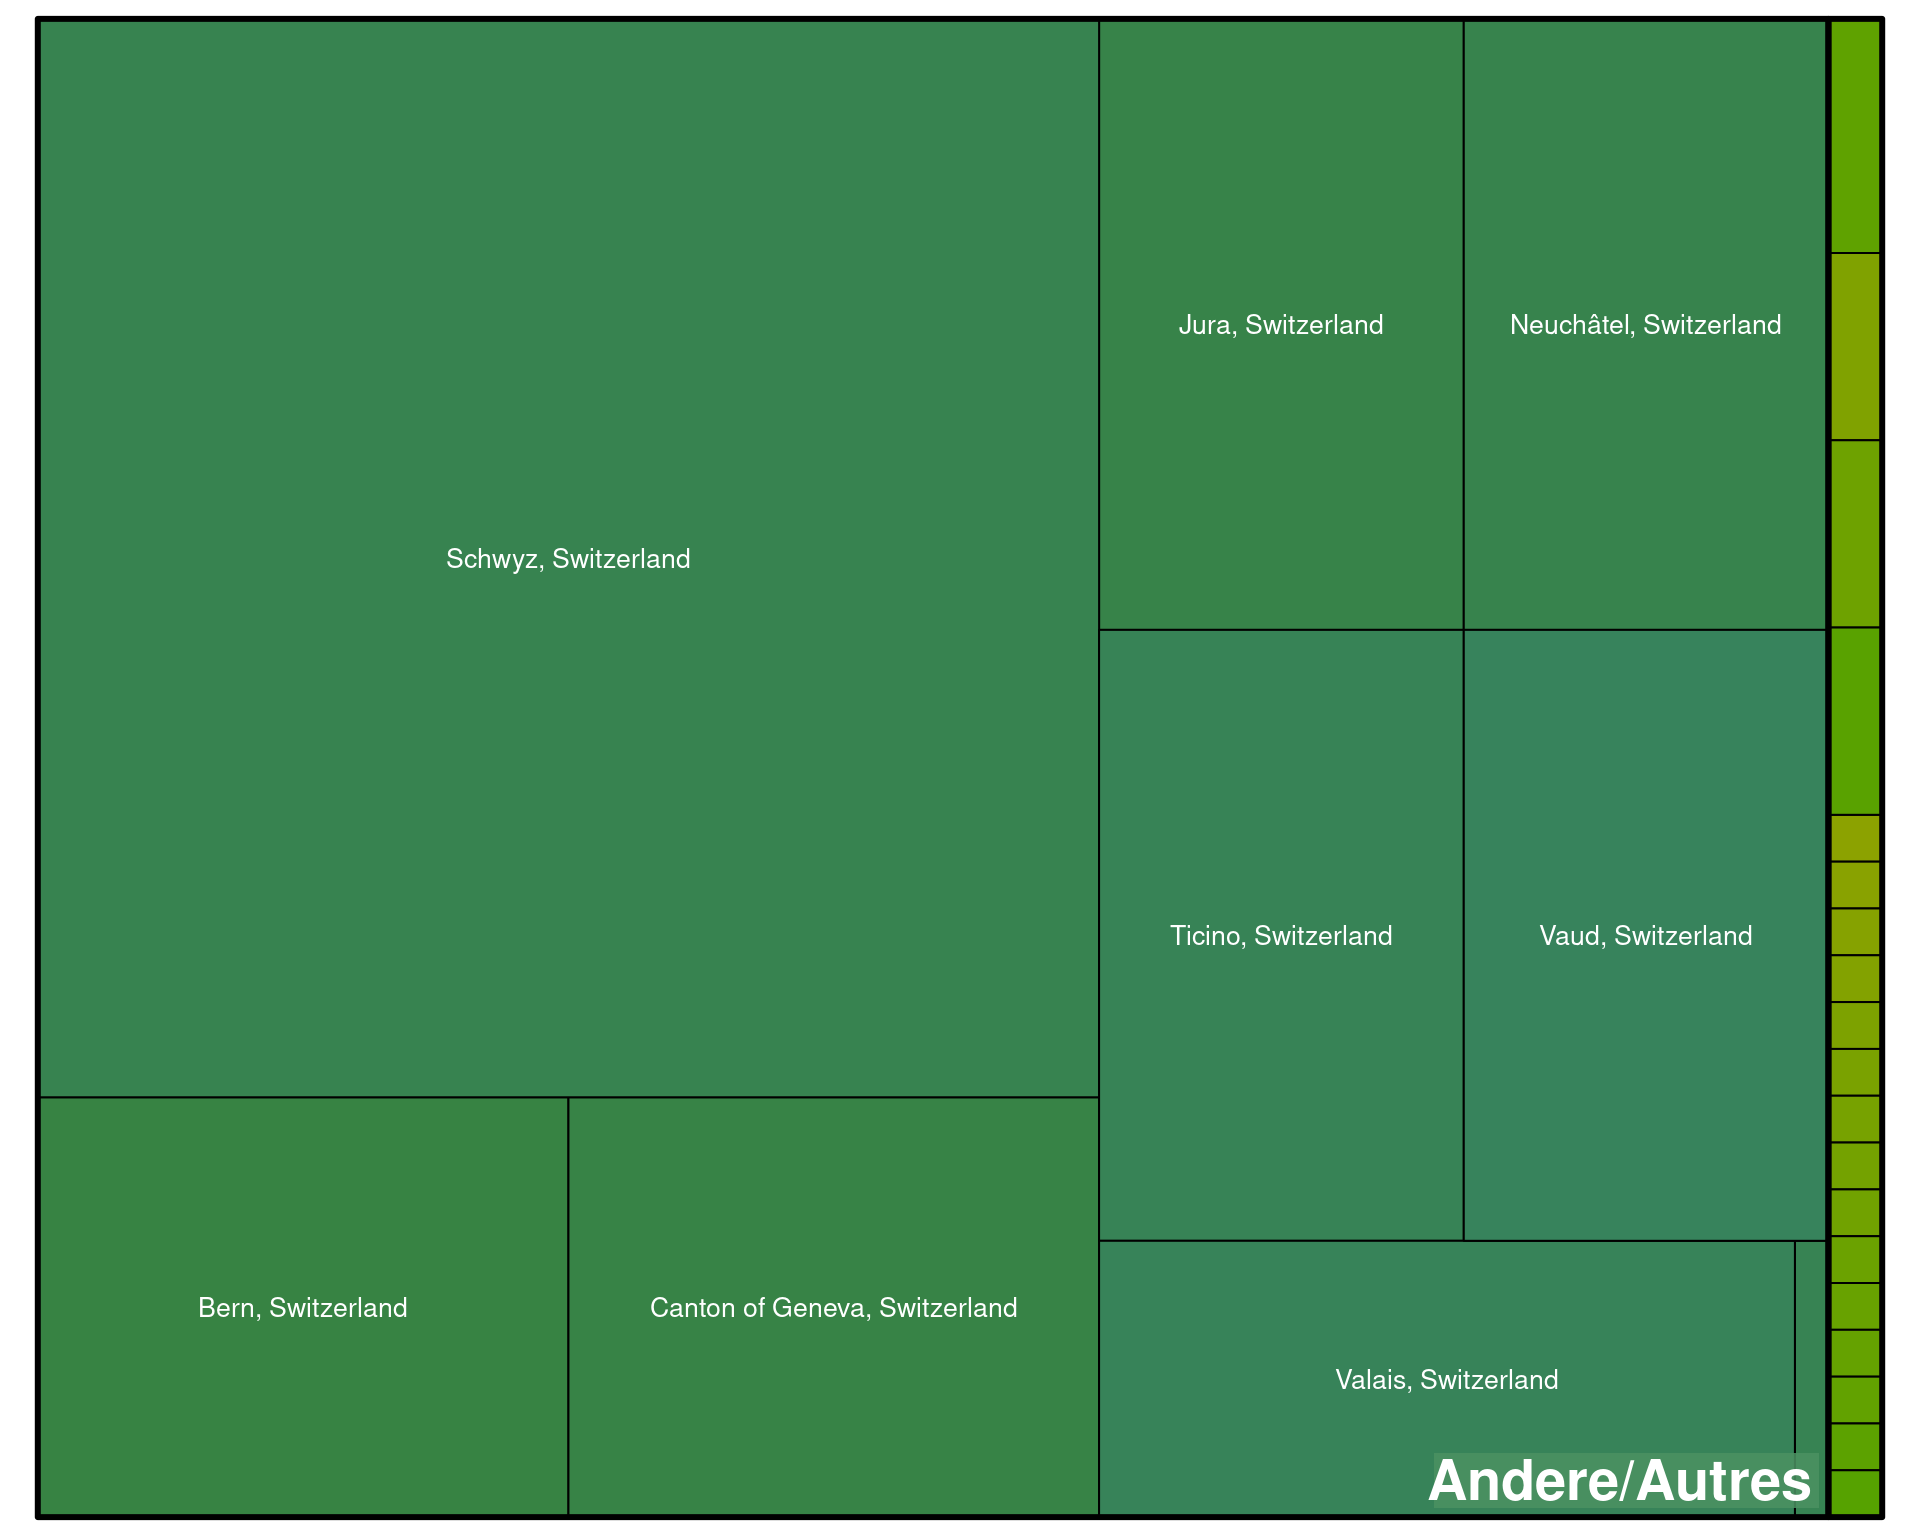 Schwyz, Switzerland
Jura, Switzerland
Neuchâtel, Switzerland
Ticino, Switzerland
Vaud, Switzerland
Bern, Switzerland
Canton of Geneva, Switzerland
Valais, Switzerland
Andere/Autres